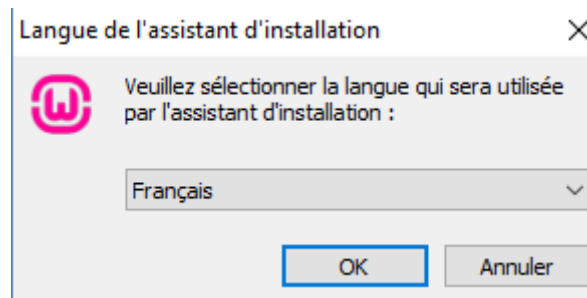 Langue de l'assistant d'installation
Veuillez sélectionner la langue qui sera utilisée
par l'assistant d'installation :
Français
OK Annuler